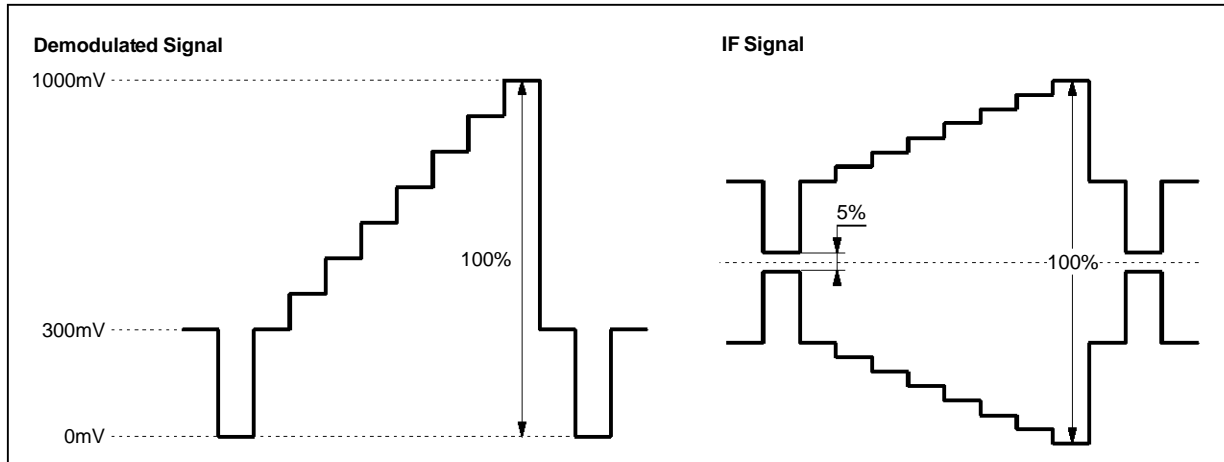 Demodulated Signal
1000mV
100%
300mV
0mV
IF Signal
5%
100%